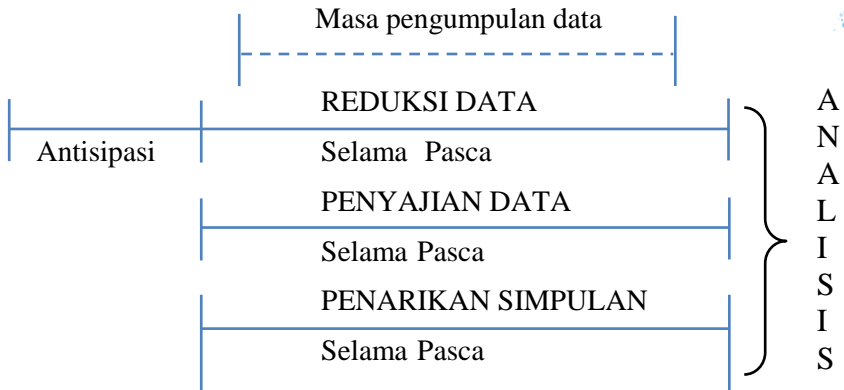 Masa pengumpulan data
REDUKSI DATA
Antisipasi
Selama Pasca
PENYAJIAN DATA
Selama Pasca
PENARIKAN SIMPULAN
Selama Pasca
A
N
A
L
I
S
I
S